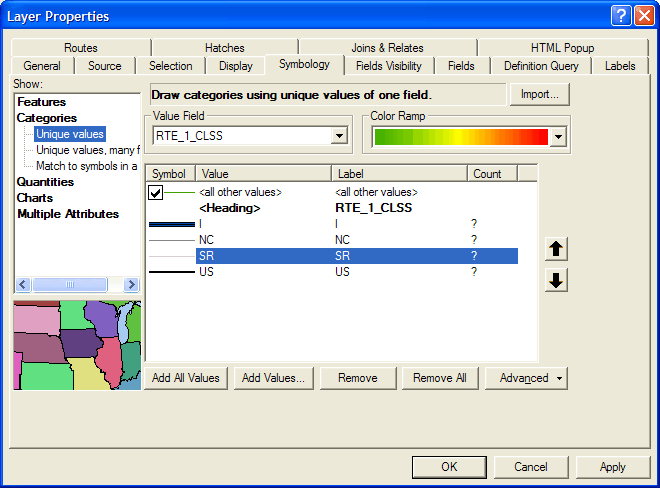 Layer Properties
Routes Hatches Joins & Relates HTML Popup
General Source Selection Display Symbology Fields Visibility Fields Definition Query Labels
Show:
Features
Categories
Unique values
Unique values, many f
Match to symbols in a
Quantities
Charts
Multiple Attributes
Draw categories using unique values of one field.
Import...
Value Field
RTE_1_CLSS
Color Ramp
Symbol Value Label Count
<all other values> <all other values>
<Heading> RTE_1_CLSS
I I ?
NC NC ?
SR SR ?
US US ?
Add All Values Add Values... Remove Remove All Advanced
OK Cancel Apply